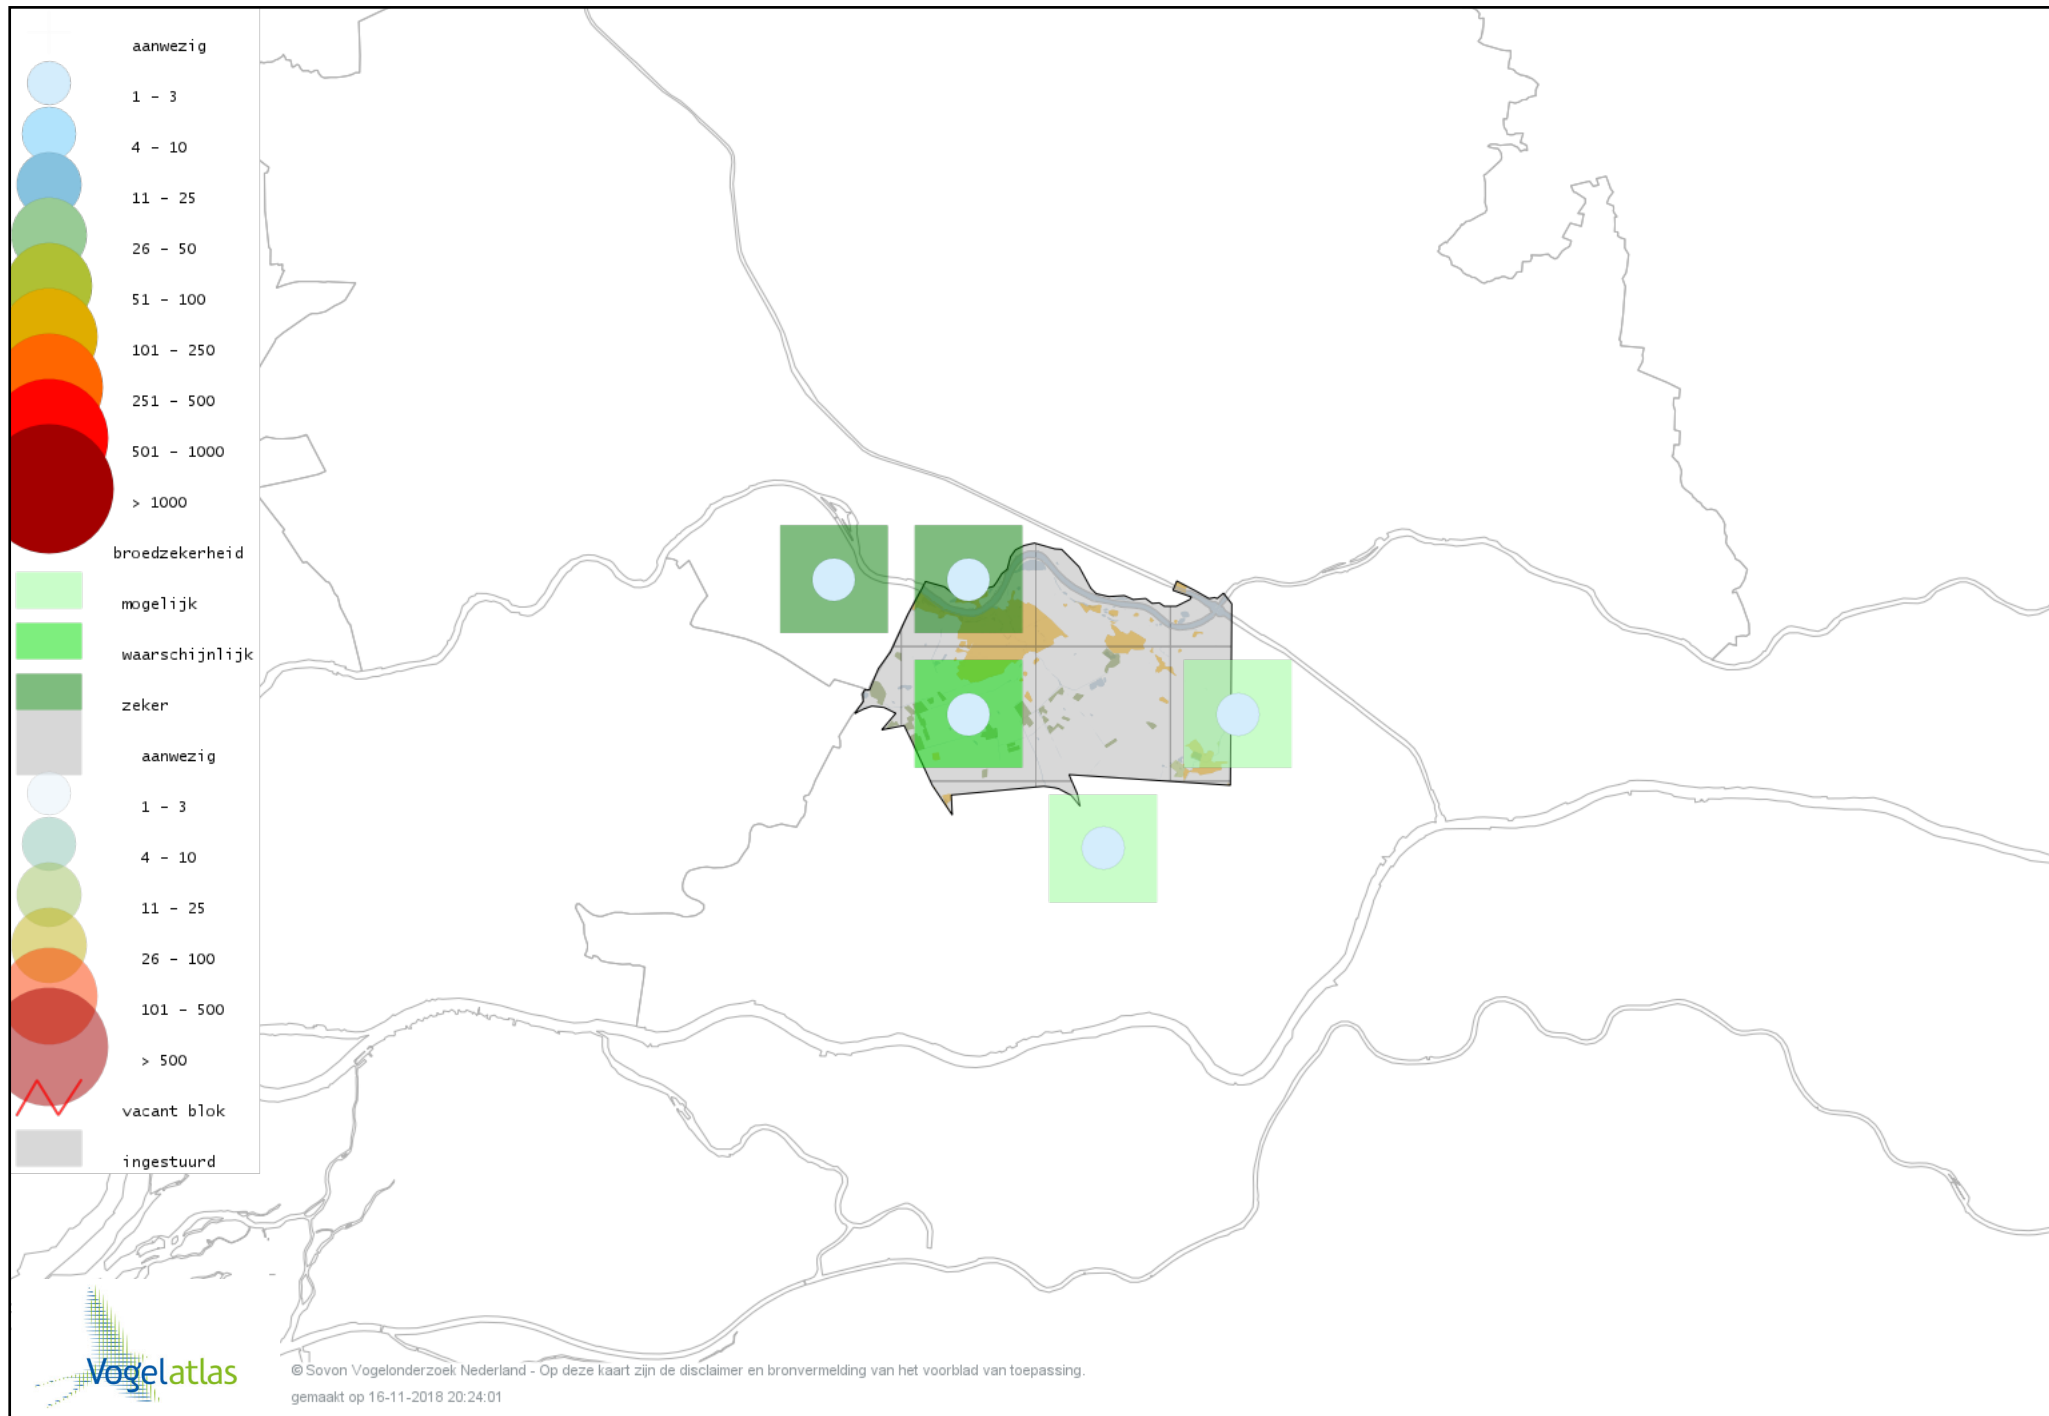 aanwezig
1 - 3
4 - 10
11 - 25
26 - 50
51 - 100
101 - 250
251 - 500
501 - 1000
> 1000
broedzekerheid
mogelijk
waarschijnlijk
zeker
aanwezig
1 - 3
4 - 10
11 - 25
26 - 100
101 - 500
> 500
vacant blok
ingestuurd
Vogelatlas
© Sovon Vogelonderzoek Nederland - Op deze kaart zijn de disclaimer en bronvermelding van het voorblad van toepassing.
gemaakt op 16-11-2018 20:24:01